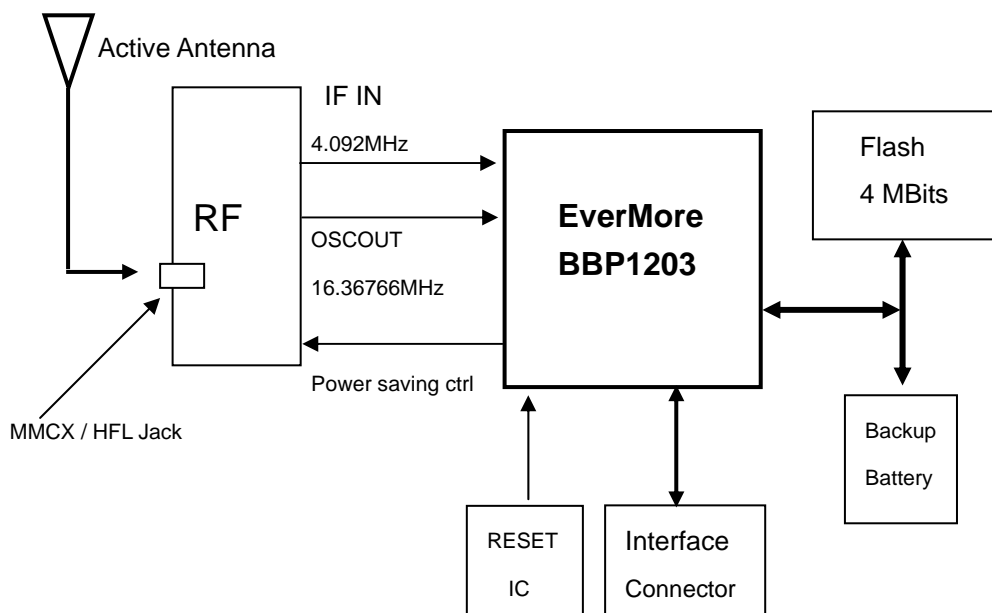 Active Antenna
IF IN
4.092MHz
RF
OSCOUT
16.36766MHz
Power saving ctrl
MMCX / HFL Jack
EverMore
BBP1203
Flash
4 MBits
Backup
Battery
RESET
IC
Interface
Connector